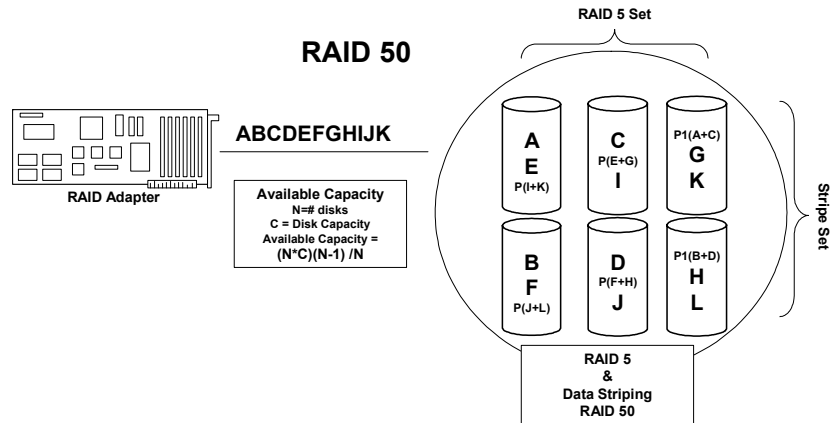 RAID 5 Set
RAID 50
ABCDEFGHIJK
RAID Adapter
Available Capacity
N=# disks
C = Disk Capacity
Available Capacity =
(N*C)(N-1) /N
A
E
P(I+K)
C
P(E+G)
I
P1(A+C)
G
K
B
F
P(J+L)
D
P(F+H)
J
P1(B+D)
H
L
Stripe Set
RAID 5
&
Data Striping
RAID 50